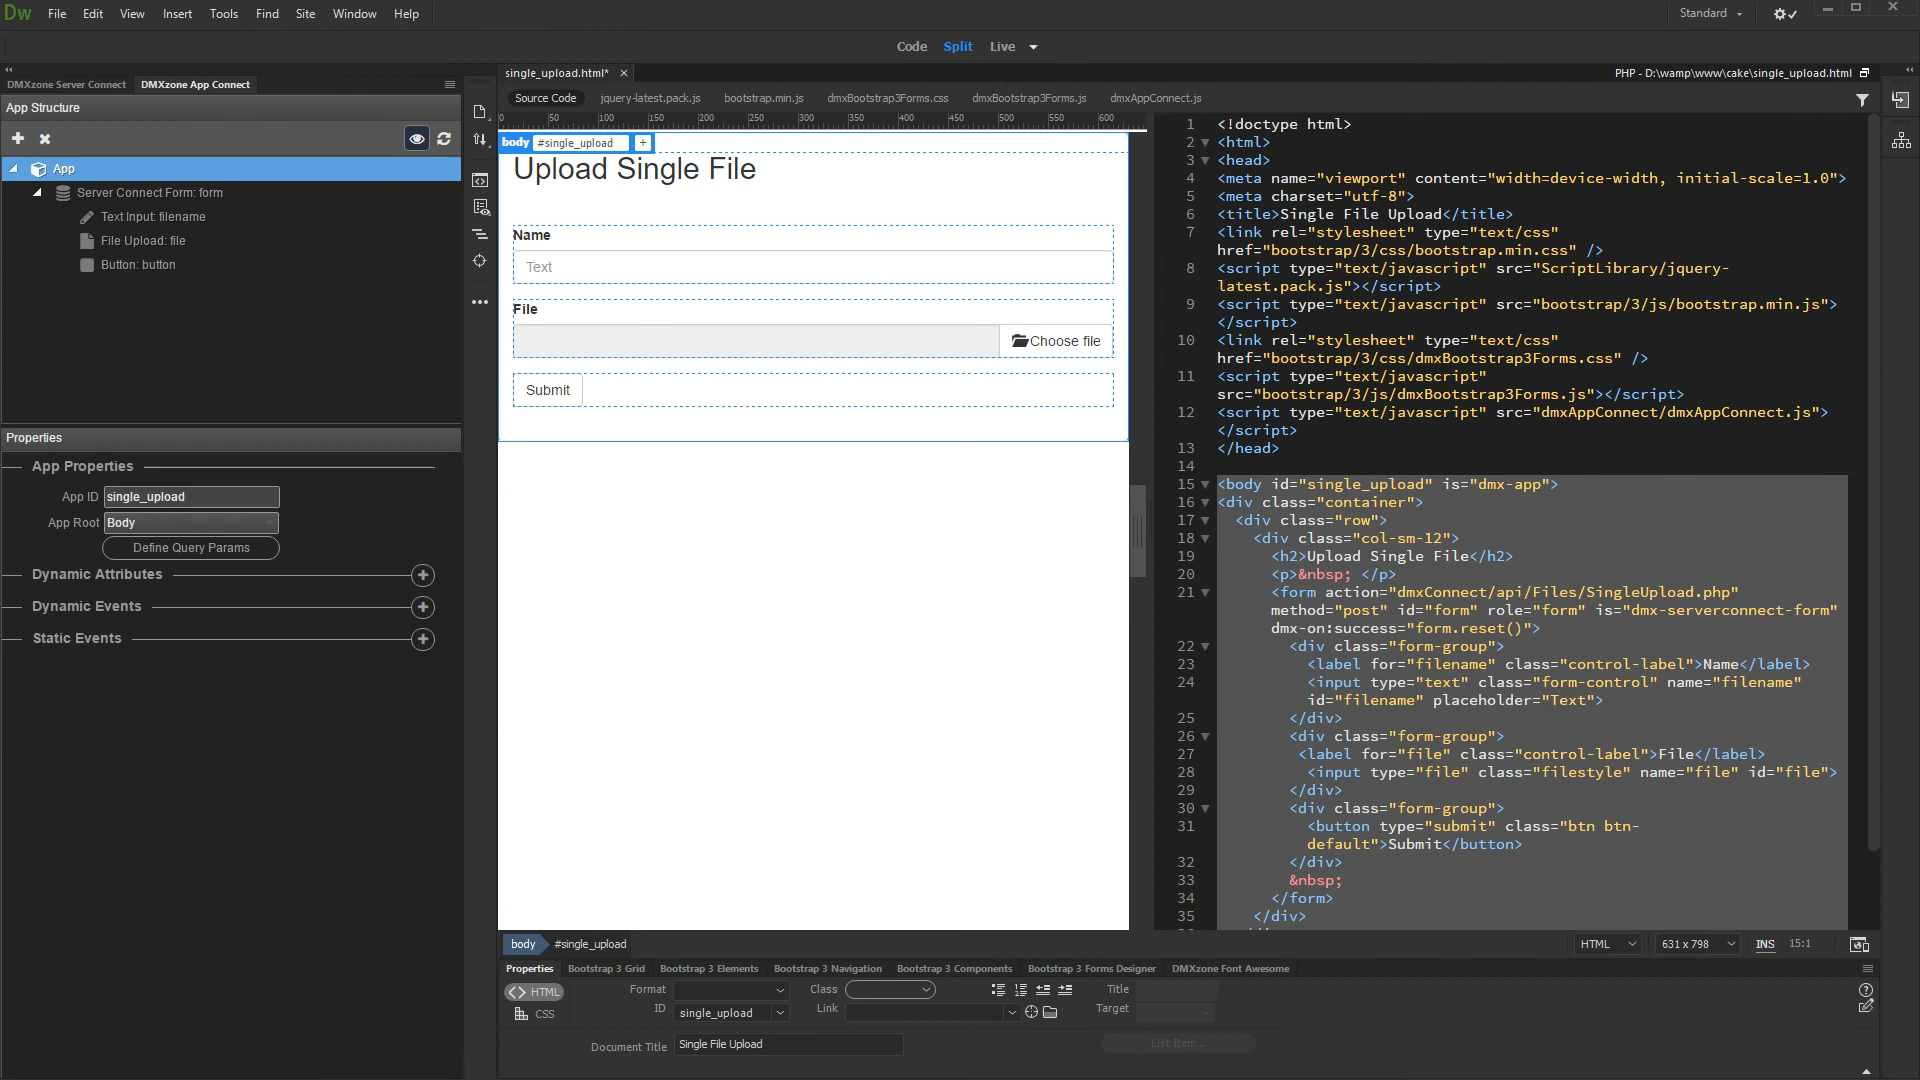 Dw File Edit View Insert Tools Find Site Window Help Standard
Code Split Live
DMXzone Server Connect DMXzone App Connect
App Structure
App
Server Connect Form: form
Text Input: filename
File Upload: file
Button: button
Properties
App Properties
App ID single_upload
App Root Body
Define Query Params
Dynamic Attributes
Dynamic Events
Static Events
single_upload.html* PHP - D:\wamp\www\cake\single_upload.html
Source Code jquery-latest.pack.js bootstrap.min.js dmxBootstrap3Forms.css dmxBootstrap3Forms.js dmxAppConnect.js
0 50 100 150 200 250 300 350 400 450 500 550 600
body #single_upload +
Upload Single File
Name
Text
File
Choose file
Submit
1 <!doctype html>
2 <html>
3 <head>
4 <meta name="viewport" content="width=device-width, initial-scale=1.0">
5 <meta charset="utf-8">
6 <title>Single File Upload</title>
7 <link rel="stylesheet" type="text/css"
href="bootstrap/3/css/bootstrap.min.css" />
8 <script type="text/javascript" src="ScriptLibrary/jquery-
latest.pack.js"></script>
9 <script type="text/javascript" src="bootstrap/3/js/bootstrap.min.js">
</script>
10 <link rel="stylesheet" type="text/css"
href="bootstrap/3/css/dmxBootstrap3Forms.css" />
11 <script type="text/javascript"
src="bootstrap/3/js/dmxBootstrap3Forms.js"></script>
12 <script type="text/javascript" src="dmxAppConnect/dmxAppConnect.js">
</script>
13 </head>
14
15 <body id="single_upload" is="dmx-app">
16 <div class="container">
17 <div class="row">
18 <div class="col-sm-12">
19 <h2>Upload Single File</h2>
20 <p>&nbsp; </p>
21 <form action="dmxConnect/api/Files/SingleUpload.php"
method="post" id="form" role="form" is="dmx-serverconnect-form"
dmx-on:success="form.reset()">
22 <div class="form-group">
23 <label for="filename" class="control-label">Name</label>
24 <input type="text" class="form-control" name="filename"
id="filename" placeholder="Text">
25 </div>
26 <div class="form-group">
27 <label for="file" class="control-label">File</label>
28 <input type="file" class="filestyle" name="file" id="file">
29 </div>
30 <div class="form-group">
31 <button type="submit" class="btn btn-
default">Submit</button>
32 </div>
33 &nbsp;
34 </form>
35 </div>
body #single_upload HTML 631 x 798 INS 15:1
Properties Bootstrap 3 Grid Bootstrap 3 Elements Bootstrap 3 Navigation Bootstrap 3 Components Bootstrap 3 Forms Designer DMXzone Font Awesome
<> HTML Format Class Title
CSS ID single_upload Link Target
Document Title Single File Upload List Item...